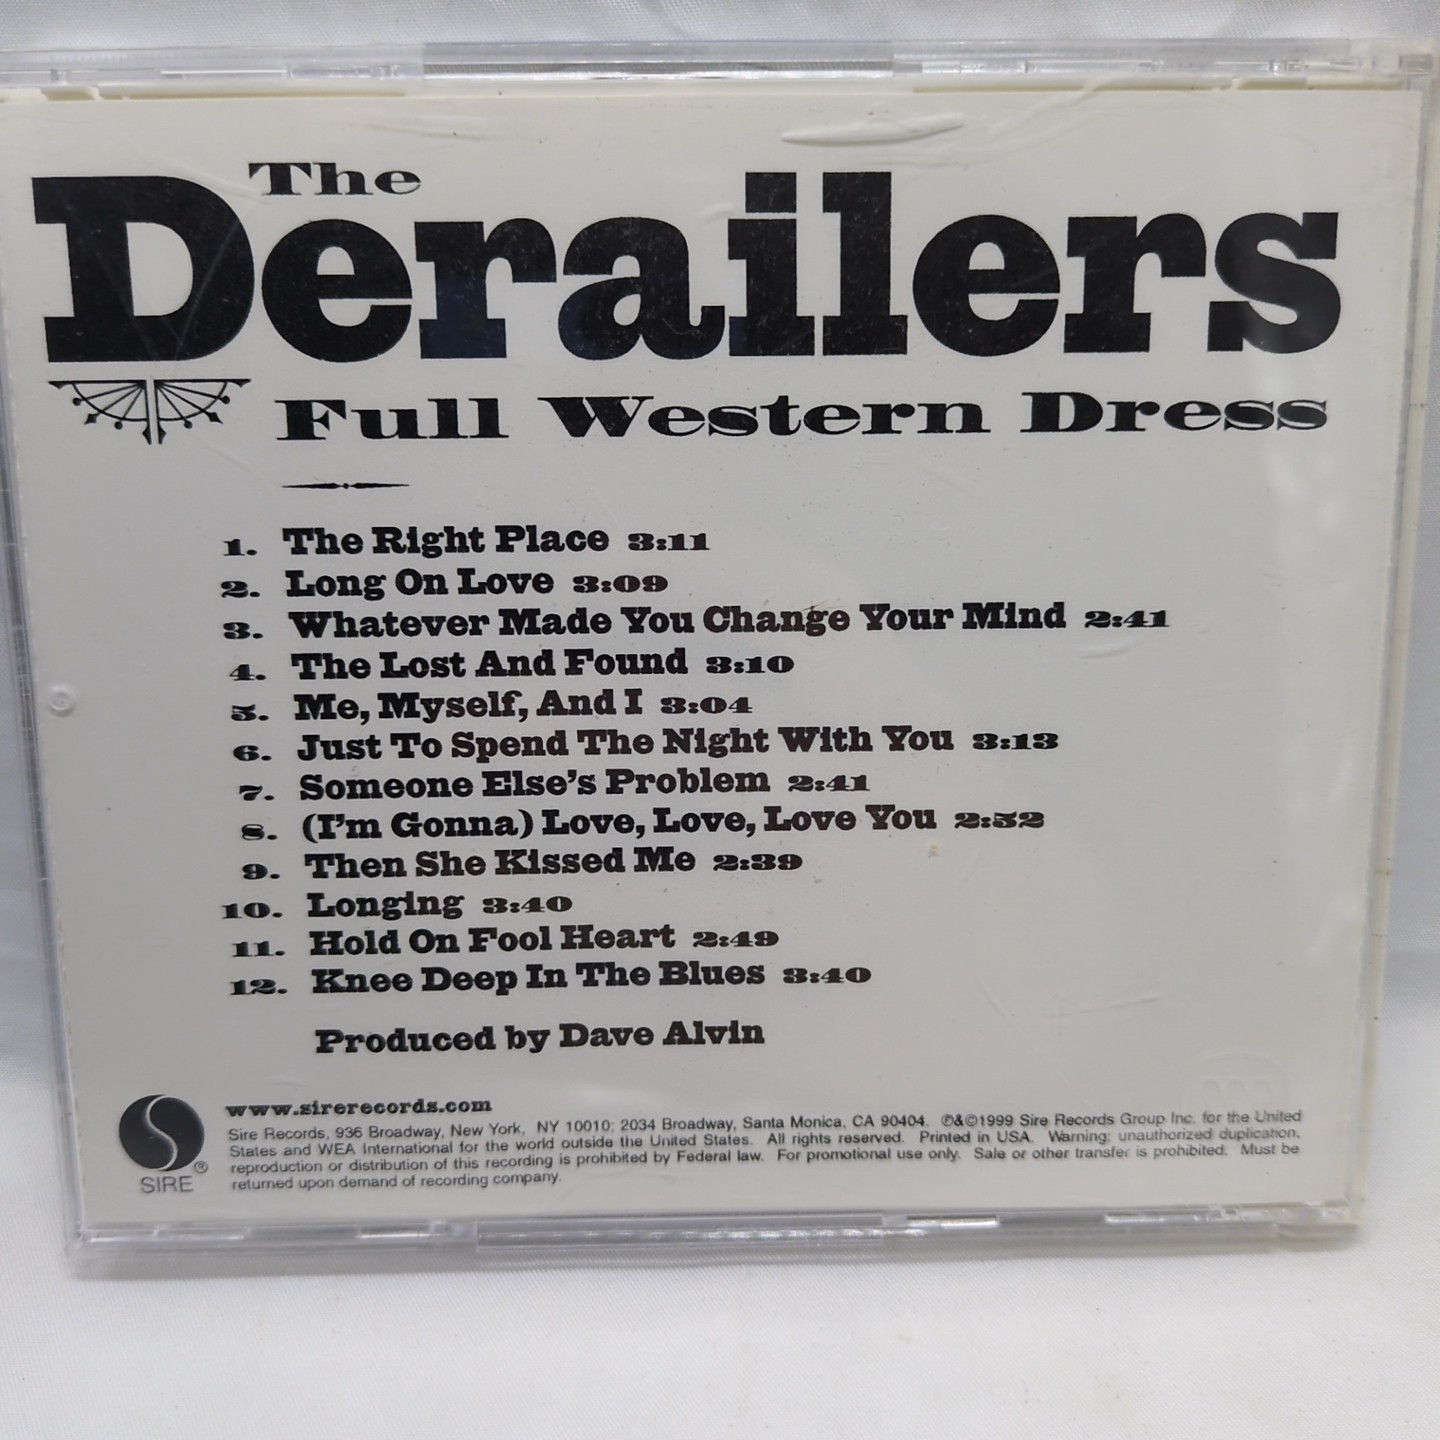 The
Derailers
Full Western Dress
1. The Right Place 3:11
2. Long On Love 3:09
3. Whatever Made You Change Your Mind 2:41
4. The Lost And Found 3:10
5. Me, Myself, And I 3:04
6. Just To Spend The Night With You 3:13
7. Someone Else's Problem 2:41
8. (I'm Gonna) Love, Love, Love You 2:52
9. Then She Kissed Me 2:39
10. Longing 3:40
11. Hold On Fool Heart 2:49
12. Knee Deep In The Blues 3:40
Produced by Dave Alvin
www.sirerecords.com
Sire Records, 936 Broadway, New York, NY 10010; 2034 Broadway, Santa Monica, CA 90404. ℗&©1999 Sire Records Group Inc. for the United
States and WEA International for the world outside the United States. All rights reserved. Printed in USA. Warning: unauthorized duplication,
reproduction or distribution of this recording is prohibited by Federal law. For promotional use only. Sale or other transfer is prohibited. Must be
returned upon demand of recording company.
SIRE®